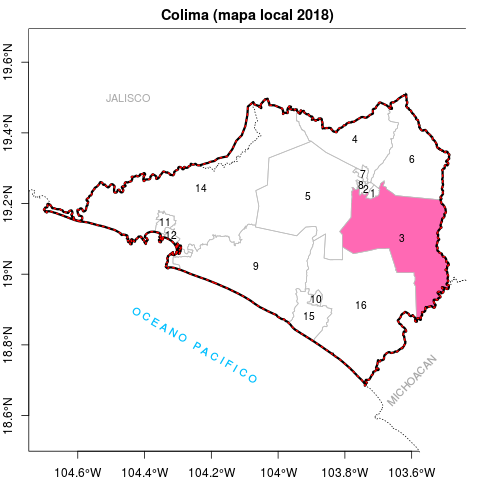 Colima (mapa local 2018)
19.6°N
19.4°N
19.2°N
19°N
18.8°N
18.6°N
JALISCO
4
6
7
14
8
2
1
5
11
12
3
9
10
16
15
OCEANO PACIFICO
MICHOACAN
104.6°W
104.4°W
104.2°W
104°W
103.8°W
103.6°W